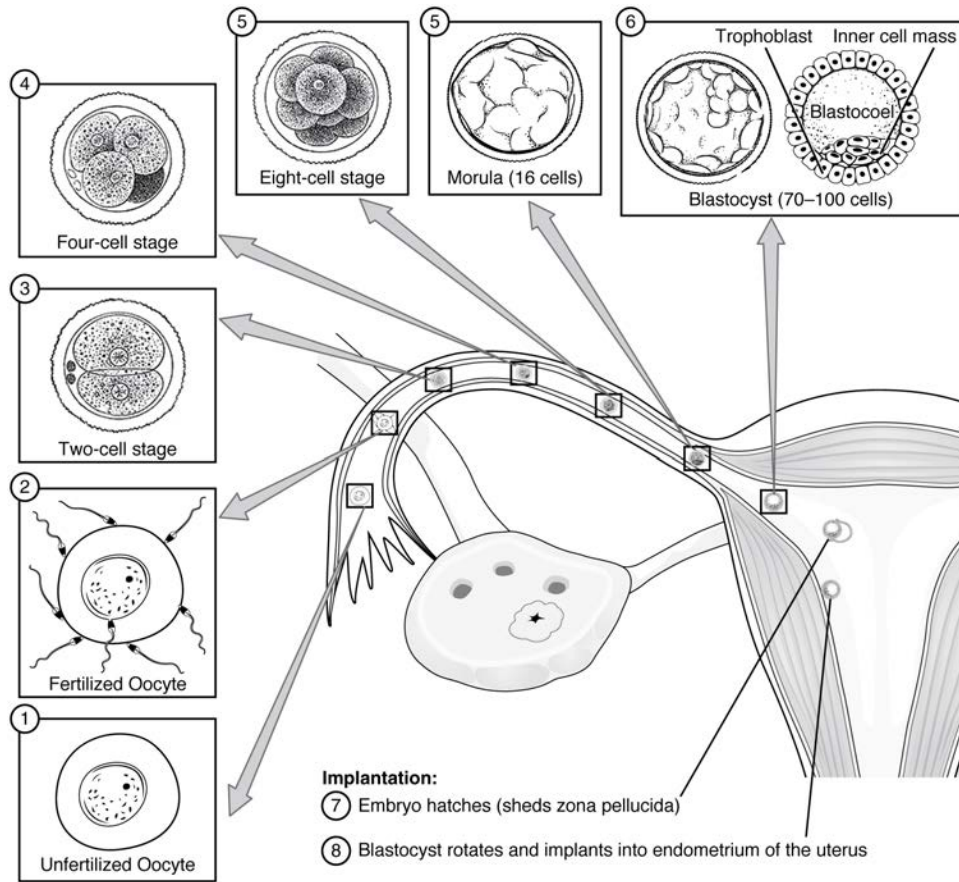 5
Eight-cell stage
5
Morula (16 cells)
6
Trophoblast
Inner cell mass
Blastocoel
Blastocyst (70–100 cells)
4
Four-cell stage
3
Two-cell stage
2
Fertilized Oocyte
1
Unfertilized Oocyte
Implantation:
7 Embryo hatches (sheds zona pellucida)
8 Blastocyst rotates and implants into endometrium of the uterus